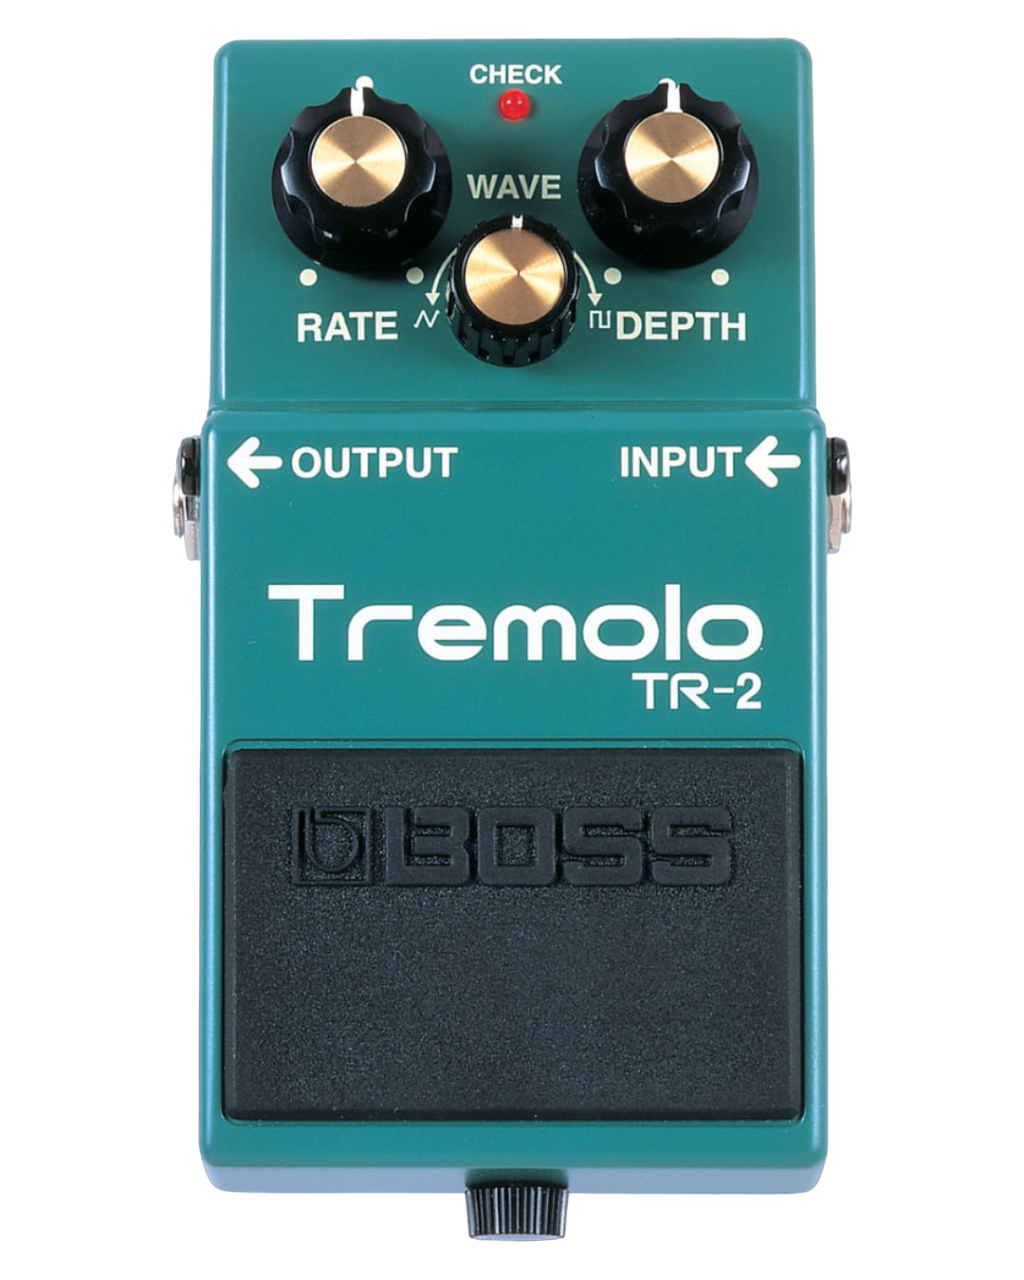 CHECK
WAVE
RATE DEPTH
OUTPUT INPUT
Tremolo
TR-2
BOSS